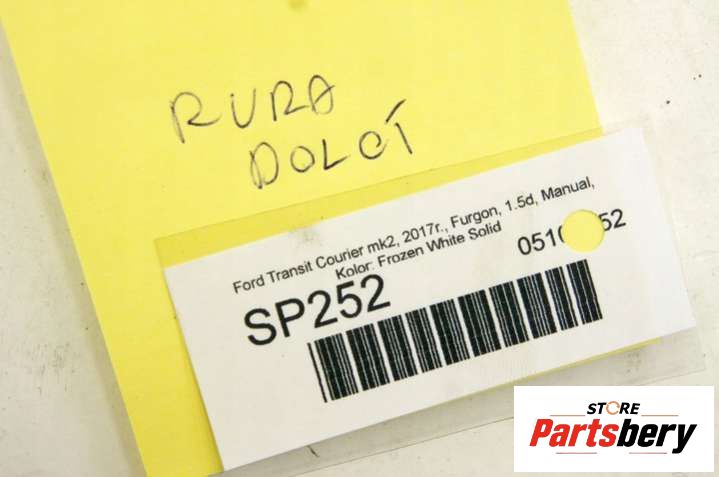 RURA
DOLOT
Ford Transit Courier mk2, 2017r., Furgon, 1.5d, Manual,
Kolor: Frozen White Solid
SP252
STORE
Partsbery